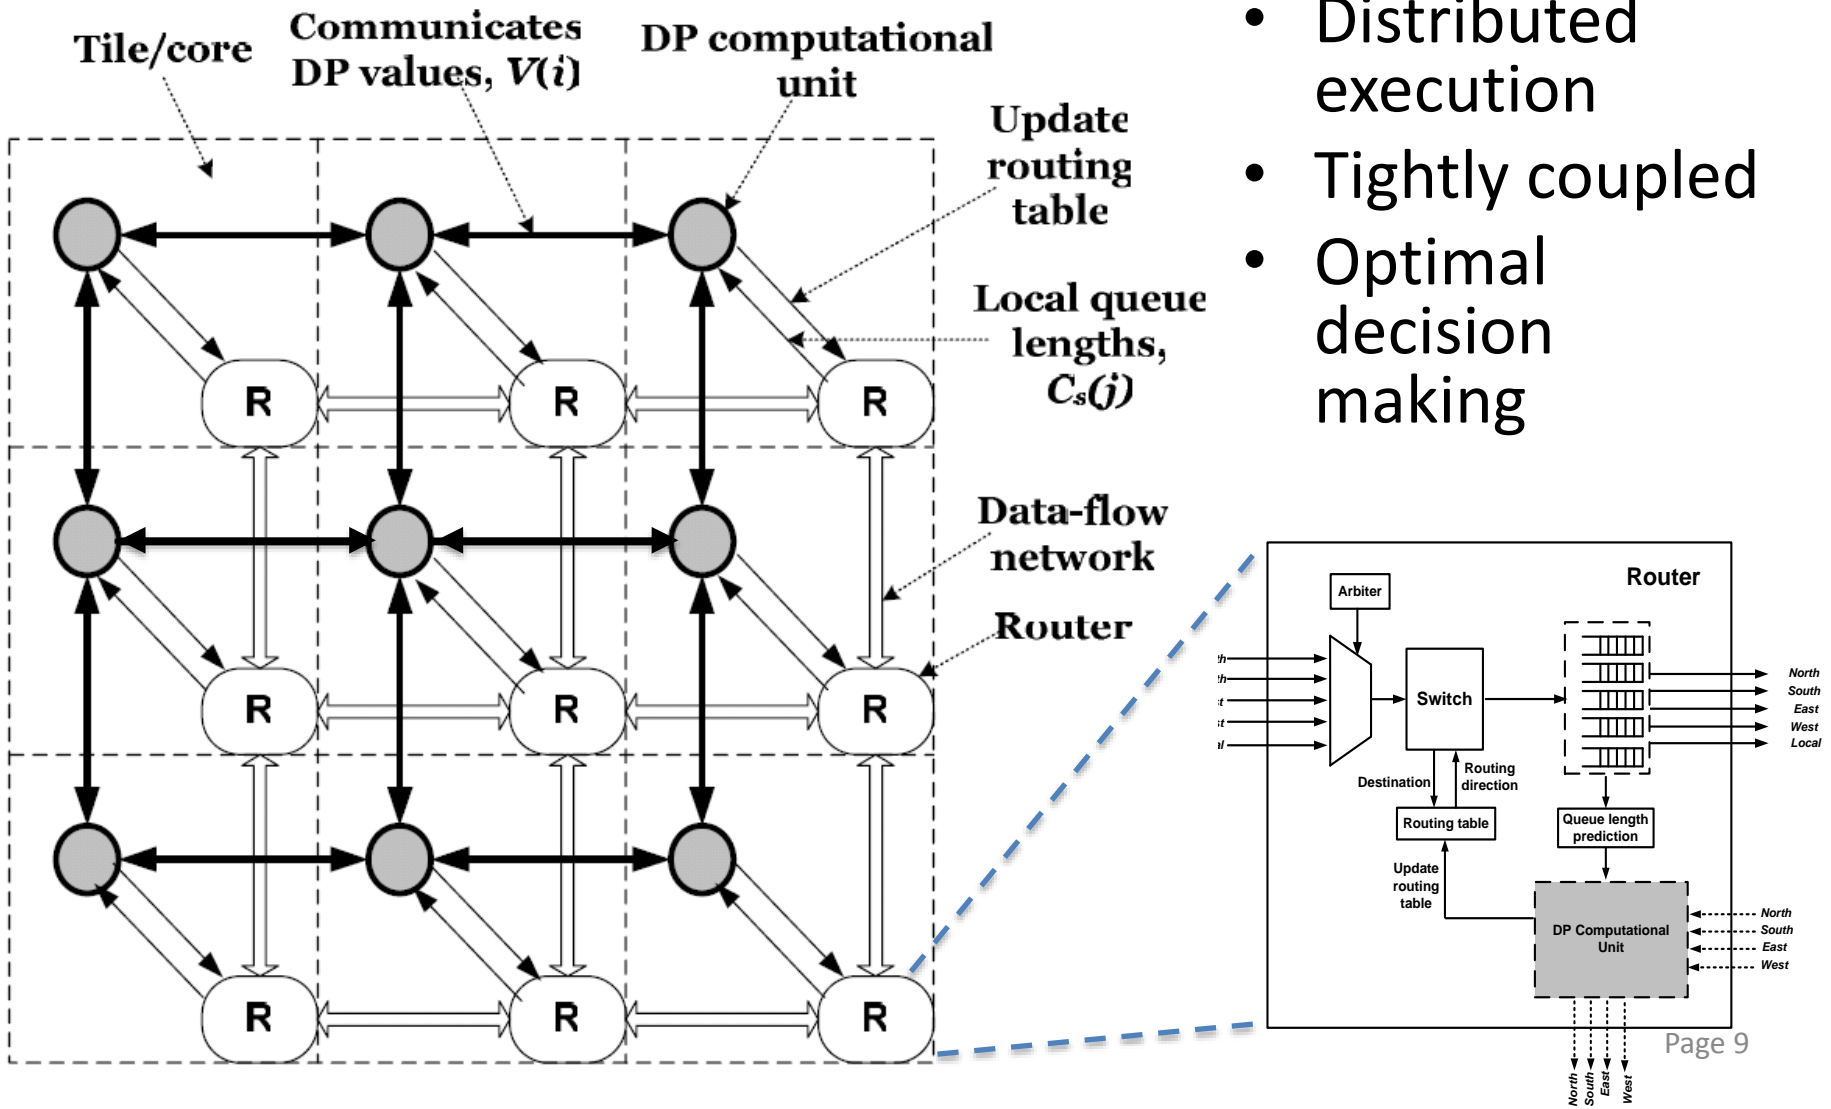 Tile/core
Communicates
DP values, V(i)
DP computational
unit
Update
routing
table
Local queue
lengths,
Cs(j)
Data-flow
network
Router
R
R
R
R
R
R
R
R
R
• Distributed
execution
• Tightly coupled
• Optimal
decision
making
Router
Arbiter
Switch
North
South
East
West
Local
Destination
Routing
direction
Routing table
Queue length
prediction
Update
routing
table
DP Computational
Unit
North
South
East
West
North
South
East
West
Page 9